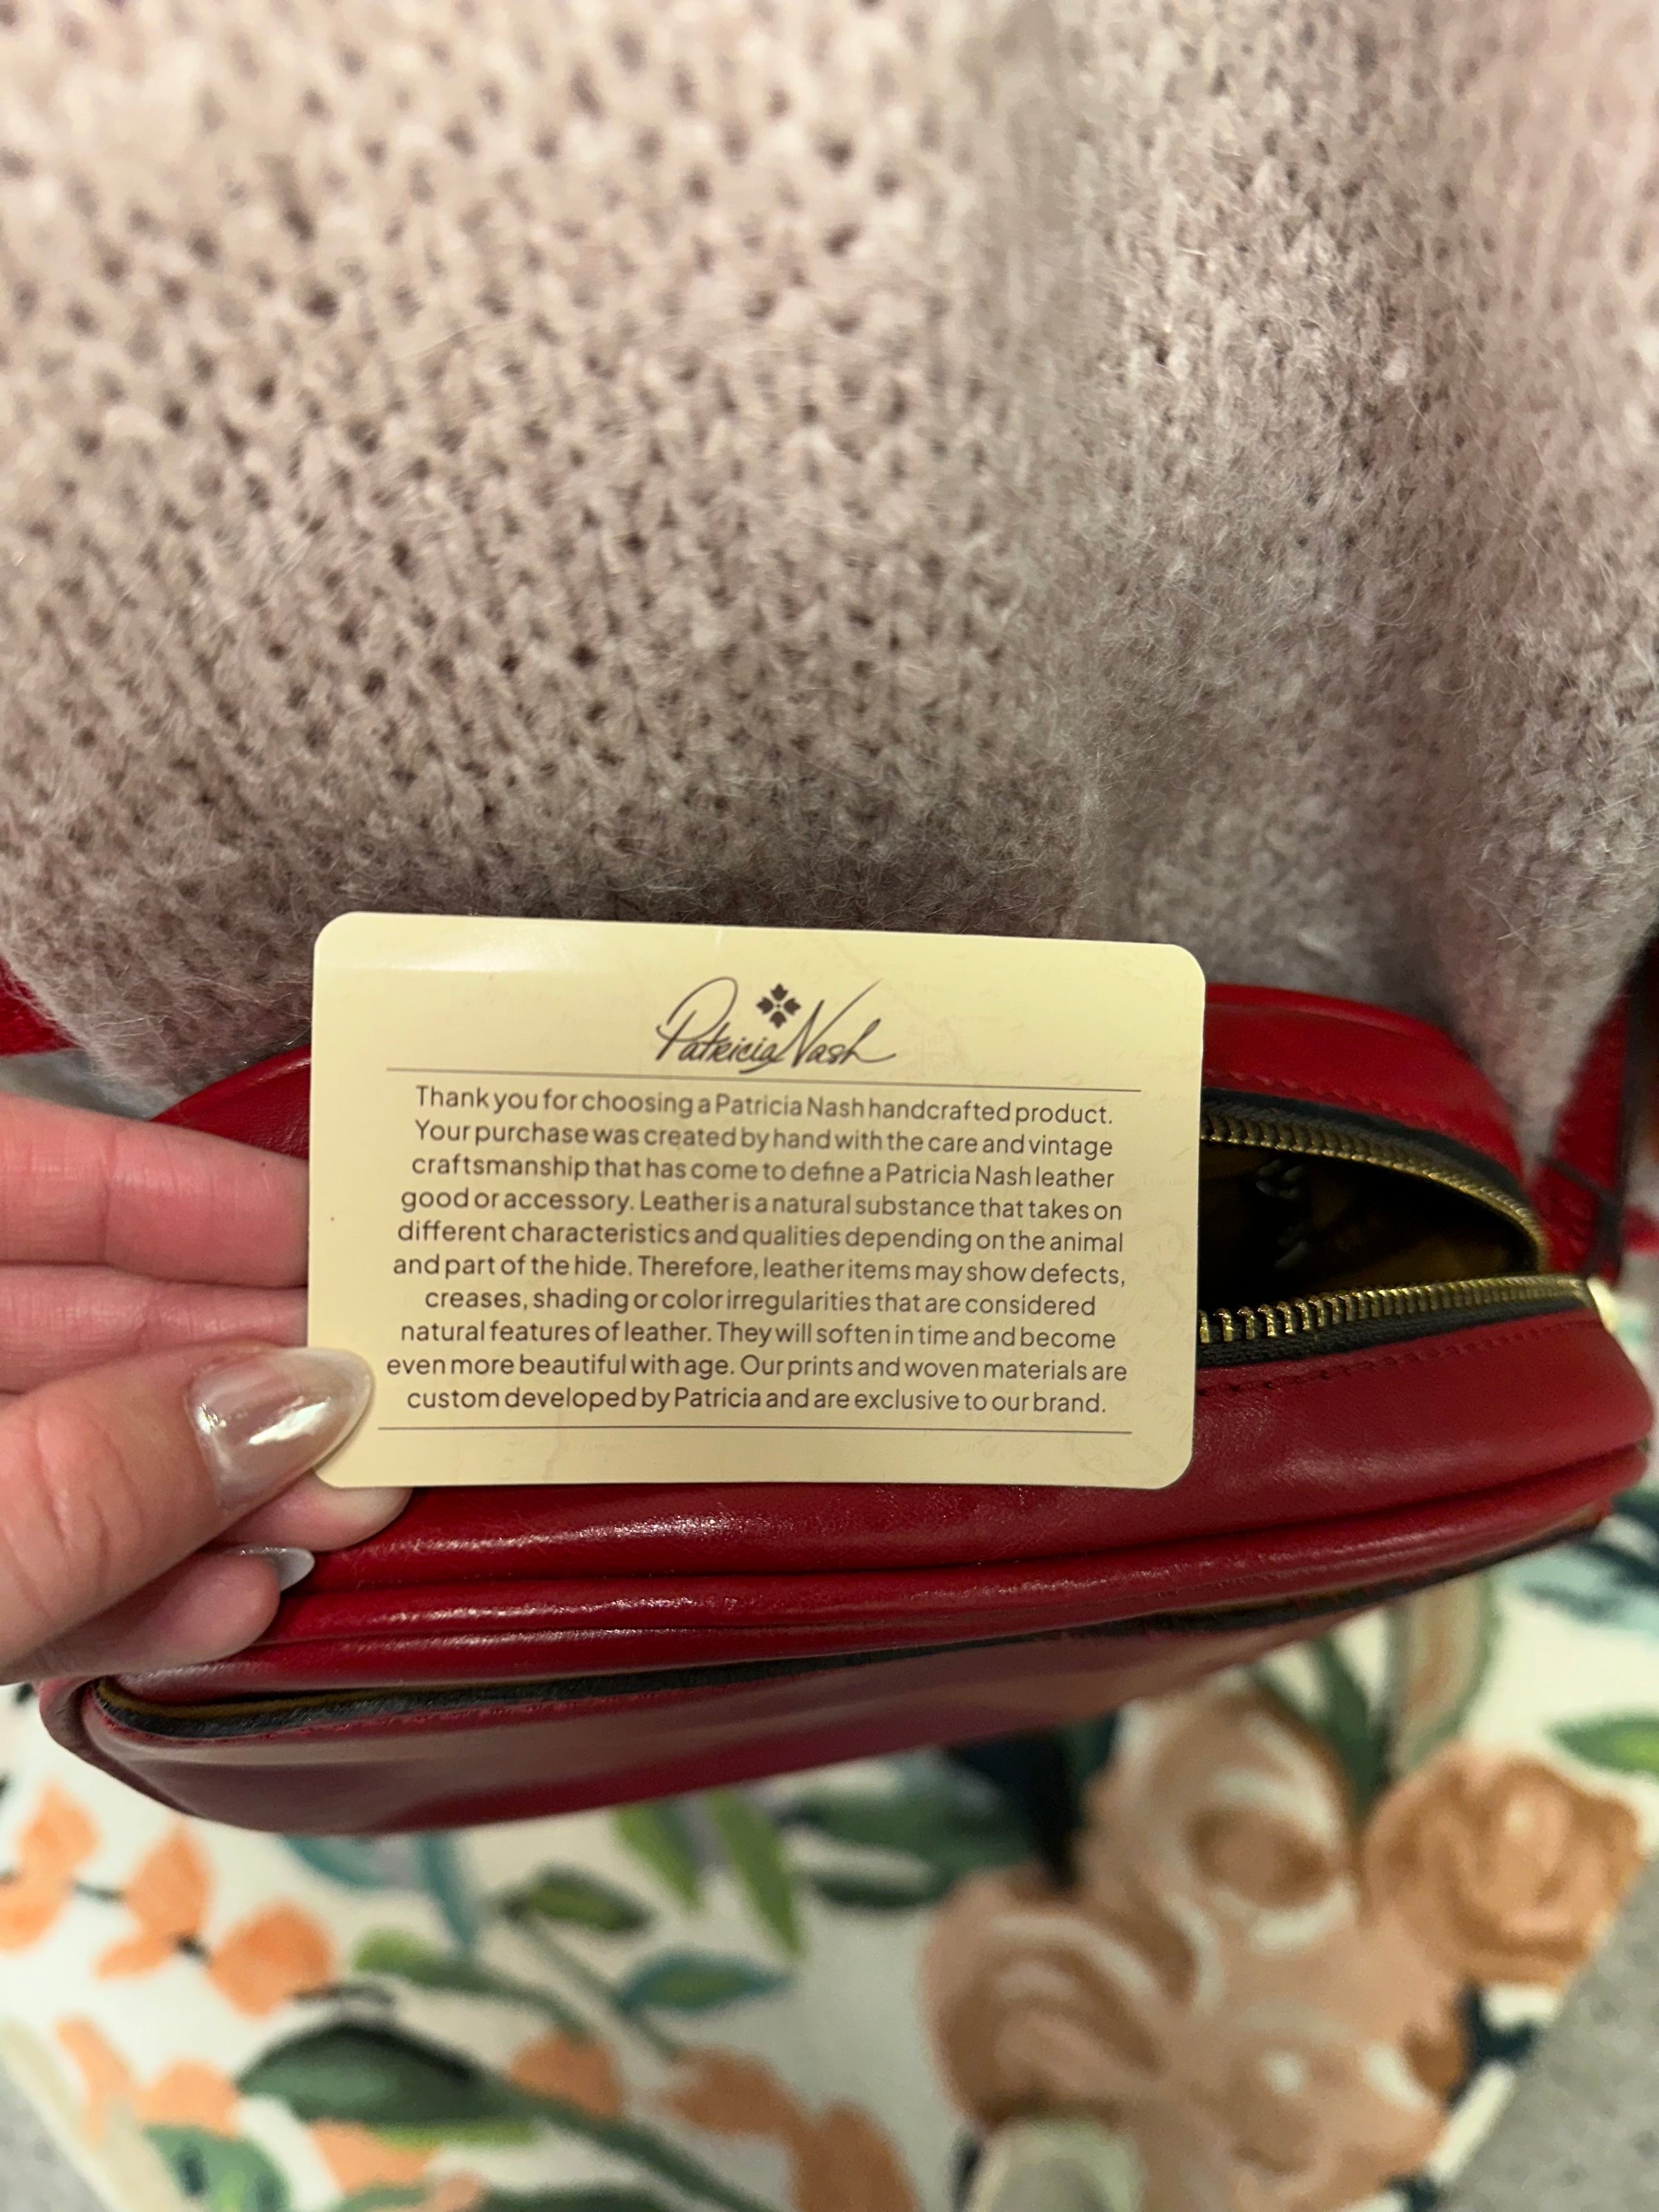 Patricia Nash
Thank you for choosing a Patricia Nash handcrafted product.
Your purchase was created by hand with the care and vintage
craftsmanship that has come to define a Patricia Nash leather
good or accessory. Leather is a natural substance that takes on
different characteristics and qualities depending on the animal
and part of the hide. Therefore, leather items may show defects,
creases, shading or color irregularities that are considered
natural features of leather. They will soften in time and become
even more beautiful with age. Our prints and woven materials are
custom developed by Patricia and are exclusive to our brand.